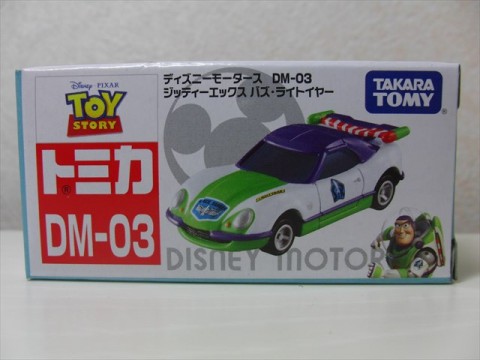 Disney · PIXAR
TOY
STORY
トミカ
®
DM-03
ディズニーモータース DM-03
ジッディーエックス バズ・ライトイヤー
TAKARA
TOMY
®
DISNEY MOTOR